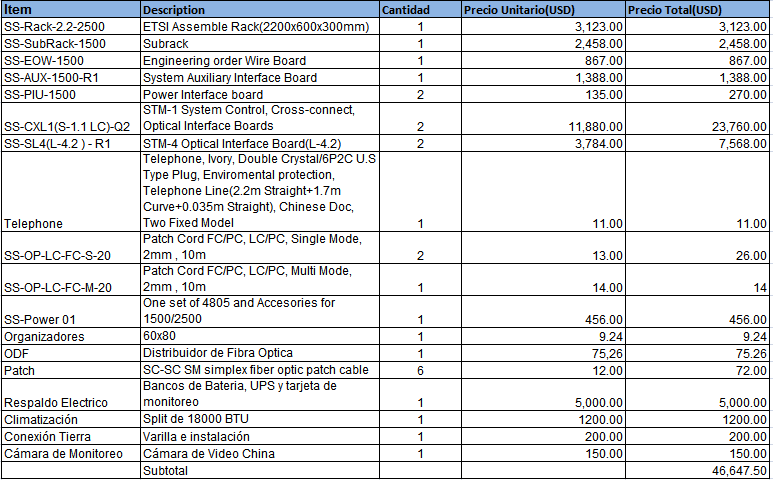 Item Description Cantidad Precio Unitario(USD) Precio Total(USD)
SS-Rack-2.2-2500 ETSI Assemble Rack(2200x600x300mm) 1 3,123.00 3,123.00
SS-SubRack-1500 Subrack 1 2,458.00 2,458.00
SS-EOW-1500 Engineering order Wire Board 1 867.00 867.00
SS-AUX-1500-R1 System Auxiliary Interface Board 1 1,388.00 1,388.00
SS-PIU-1500 Power Interface board 2 135.00 270.00
STM-1 System Control, Cross-connect,
SS-CXL1(S-1.1 LC)-Q2 Optical Interface Boards 2 11,880.00 23,760.00
SS-SL4(L-4.2 ) - R1 STM-4 Optical Interface Board(L-4.2) 2 3,784.00 7,568.00
Telephone, Ivory, Double Crystal/6P2C U.S
Type Plug, Enviromental protection,
Telephone Line(2.2m Straight+1.7m
Curve+0.035m Straight), Chinese Doc,
Telephone Two Fixed Model 1 11.00 11.00
Patch Cord FC/PC, LC/PC, Single Mode,
SS-OP-LC-FC-S-20 2mm , 10m 2 13.00 26.00
Patch Cord FC/PC, LC/PC, Multi Mode,
SS-OP-LC-FC-M-20 2mm , 10m 1 14.00 14
One set of 4805 and Accesories for
SS-Power 01 1500/2500 1 456.00 456.00
Organizadores 60x80 1 9.24 9.24
ODF Distribuidor de Fibra Optica 1 75,26 75.26
Patch SC-SC SM simplex fiber optic patch cable 6 12.00 72.00
Bancos de Bateria, UPS y tarjeta de
Respaldo Electrico monitoreo 1 5,000.00 5,000.00
Climatización Split de 18000 BTU 1 1200.00 1200.00
Conexión Tierra Varilla e instalación 1 200.00 200.00
Cámara de Monitoreo Cámara de Video China 1 150.00 150.00
Subtotal 46,647.50